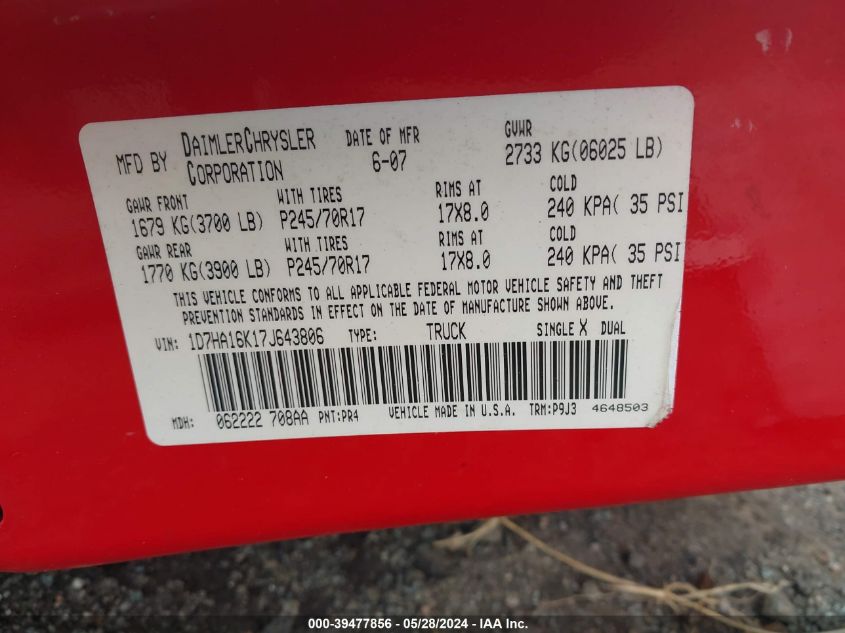 MFD BY DAIMLERCHRYSLER CORPORATION DATE OF MFR 6-07 GVWR 2733 KG(06025 LB)
GAWR FRONT WITH TIRES RIMS AT COLD
1679 KG(3700 LB) P245/70R17 17X8.0 240 KPA( 35 PSI
GAWR REAR WITH TIRES RIMS AT COLD
1770 KG(3900 LB) P245/70R17 17X8.0 240 KPA( 35 PSI
THIS VEHICLE CONFORMS TO ALL APPLICABLE FEDERAL MOTOR VEHICLE SAFETY AND THEFT
PREVENTION STANDARDS IN EFFECT ON THE DATE OF MANUFACTURE SHOWN ABOVE.
VIN: 1D7HA16K17J643806 TYPE: TRUCK SINGLE X DUAL
MDH: 062222 708AA PNT:PR4 VEHICLE MADE IN U.S.A. TRM:P9J3 4648503
000-39477856 - 05/28/2024 - IAA Inc.